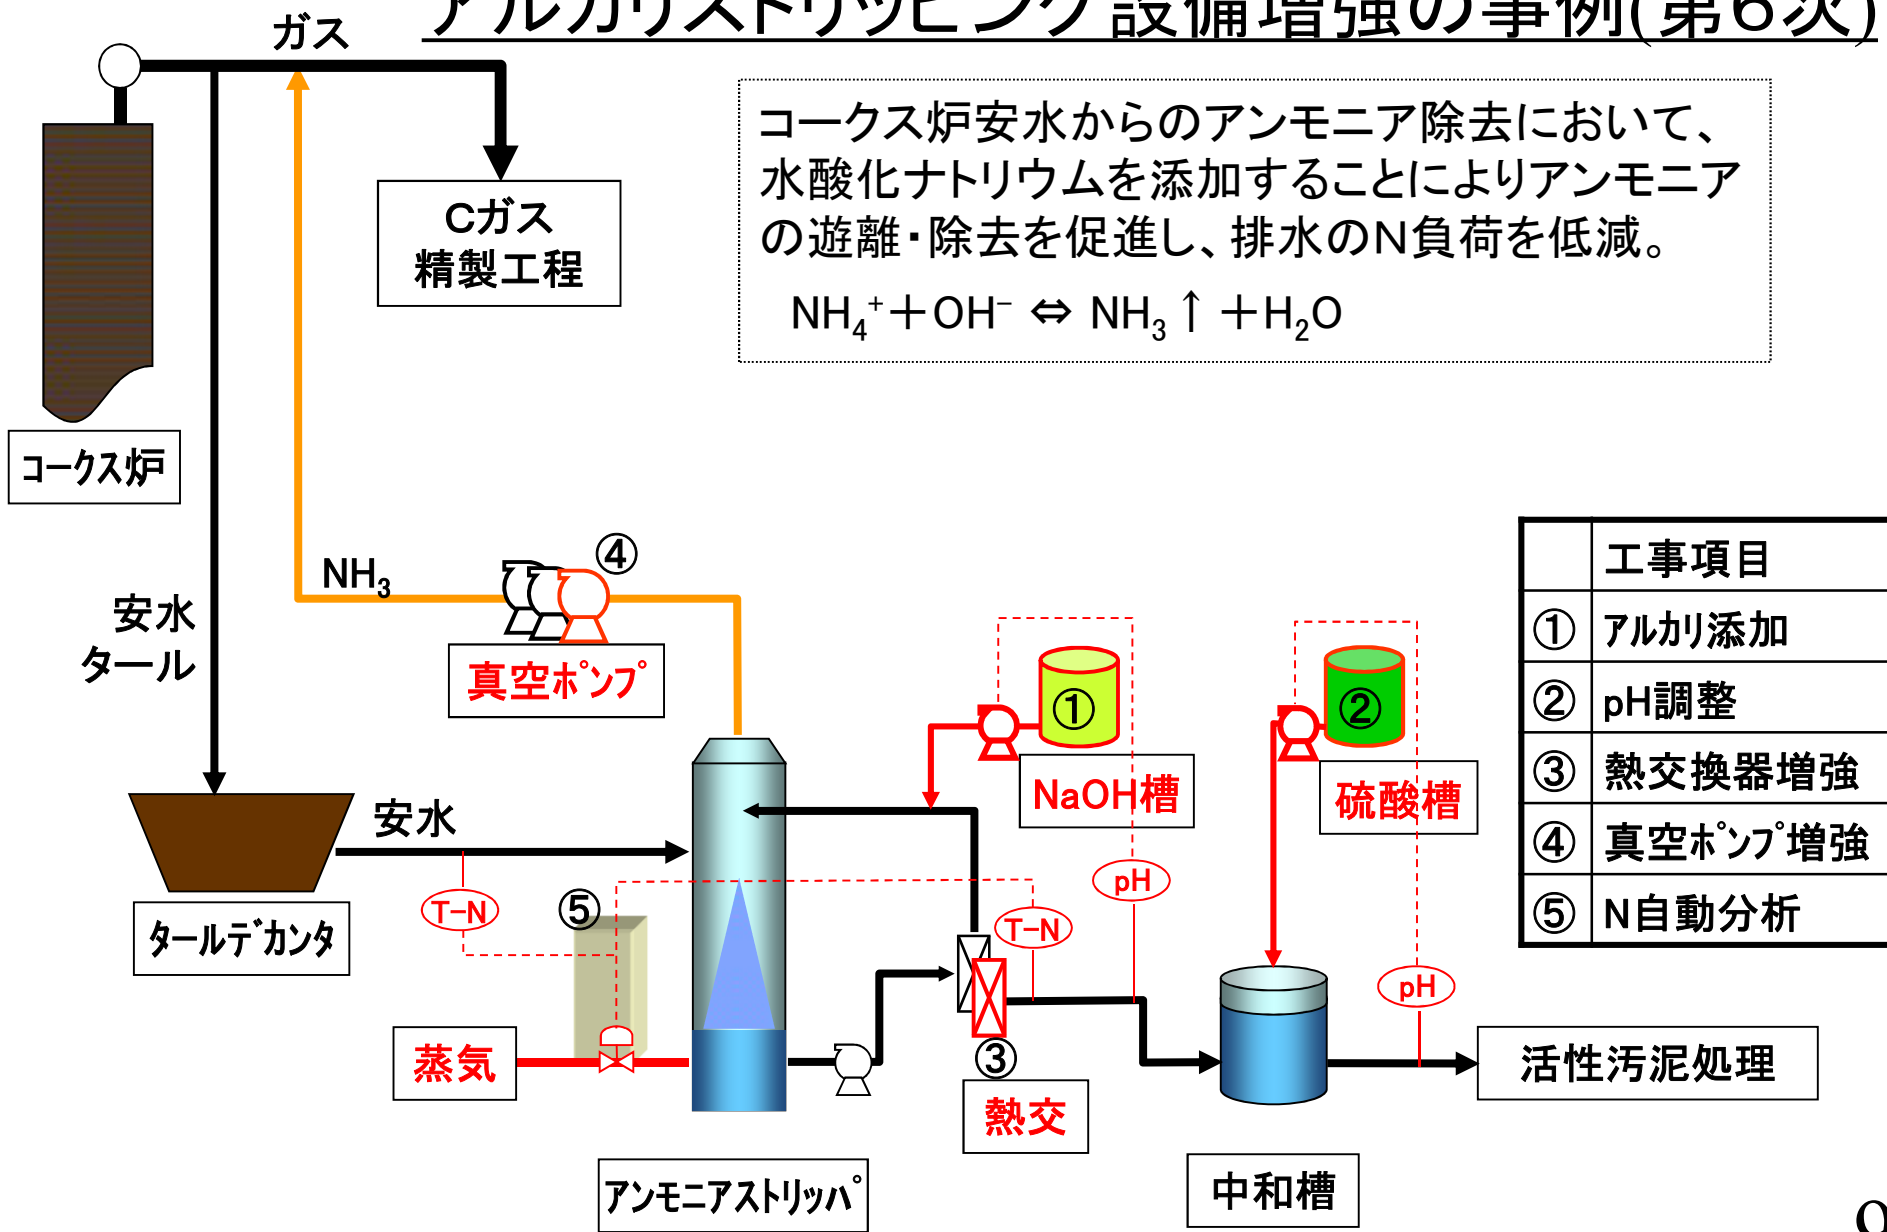 アルカリストリッピング設備増強の事例(第6次)
ガス
コークス炉安水からのアンモニア除去において、
水酸化ナトリウムを添加することによりアンモニア
の遊離・除去を促進し、排水のN負荷を低減。
NH₄⁺＋OH⁻ ⇔ NH₃↑ ＋H₂O
Cガス
精製工程
コークス炉
安水
タール
NH₃
④
真空ﾎﾟﾝﾌﾟ
①
NaOH槽
②
硫酸槽
工事項目
① ｱﾙｶﾘ添加
② pH調整
③ 熱交換器増強
④ 真空ﾎﾟﾝﾌﾟ増強
⑤ N自動分析
安水
T-N
⑤
T-N
pH
pH
タールﾃﾞｶﾝﾀ
蒸気
③
熱交
活性汚泥処理
アンモニアストリッパﾟ
中和槽